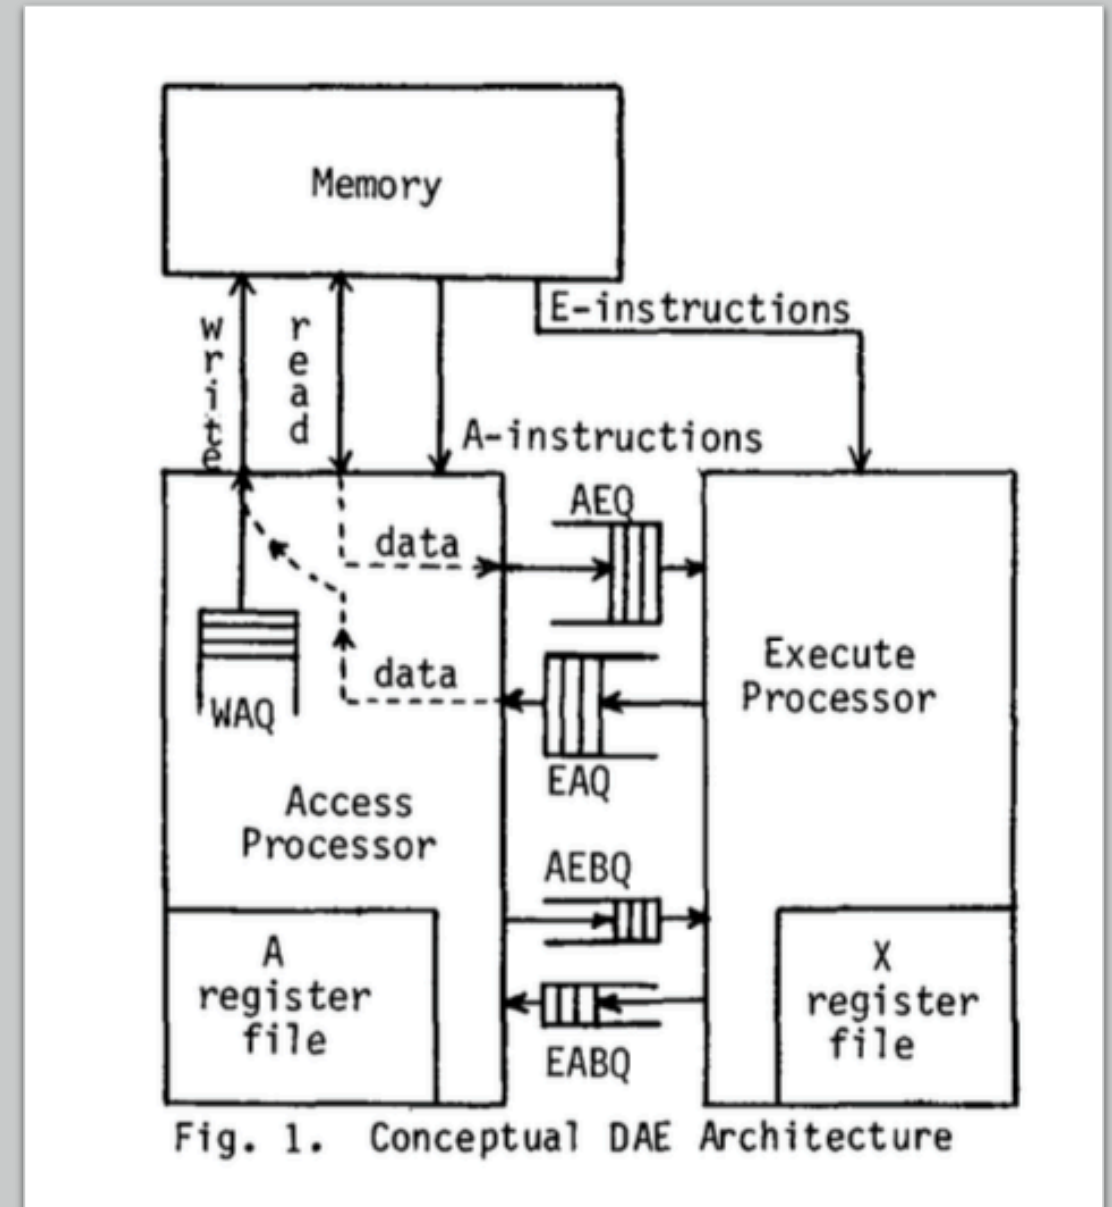 Memory
write
read
E-instructions
A-instructions
AEQ
data
data
WAQ
EAQ
Execute
Processor
Access
Processor
AEBQ
A
register
file
X
register
file
EABQ
Fig. 1. Conceptual DAE Architecture